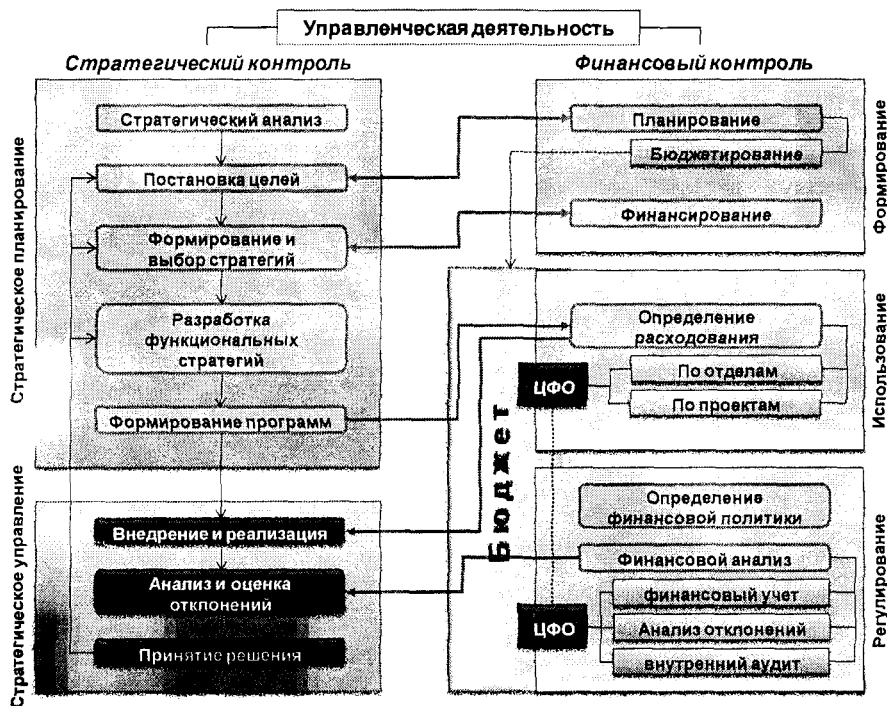 Управленческая деятельность
Стратегический контроль
Стратегическое планирование
Стратегический анализ
Постановка целей
Формирование и
выбор стратегий
Разработка
функциональных
стратегий
Формирование программ
Стратегическое управление
Внедрение и реализация
Анализ и оценка
отклонений
Принятие решения
Финансовый контроль
Формирование
Планирование
Бюджетирование
Финансирование
Бюджет
Использование
Определение
расходования
ЦФО
По отделам
По проектам
Регулирование
Определение
финансовой политики
Финансовой анализ
ЦФО
финансовый учет
Анализ отклонений
внутренний аудит